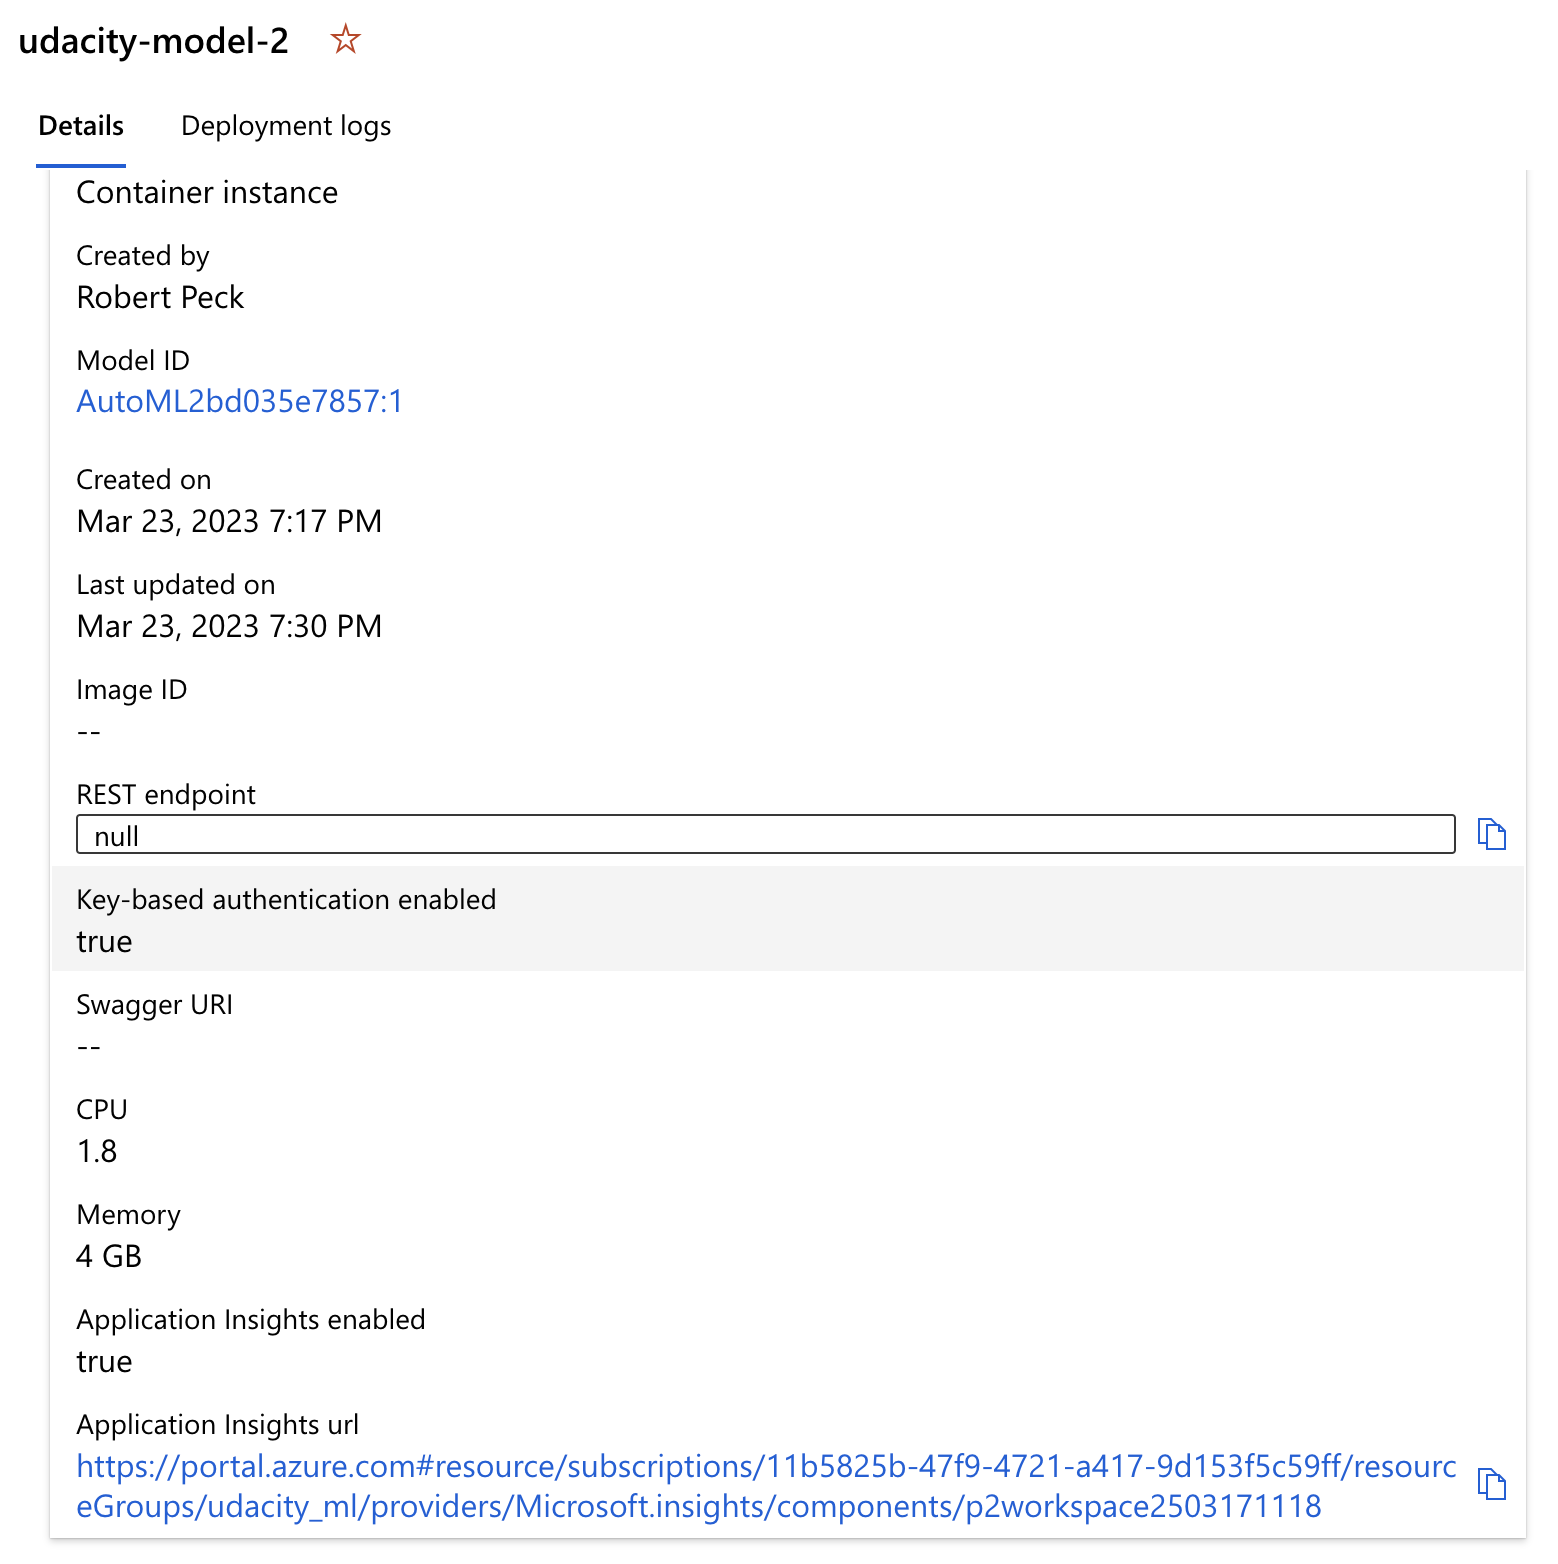 udacity-model-2
Details
Deployment logs
Container instance
Created by
Robert Peck
Model ID
AutoML2bd035e7857:1
Created on
Mar 23, 2023 7:17 PM
Last updated on
Mar 23, 2023 7:30 PM
Image ID
--
REST endpoint
null
Key-based authentication enabled
true
Swagger URI
--
CPU
1.8
Memory
4 GB
Application Insights enabled
true
Application Insights url
https://portal.azure.com#resource/subscriptions/11b5825b-47f9-4721-a417-9d153f5c59ff/resourc
eGroups/udacity_ml/providers/Microsoft.insights/components/p2workspace2503171118